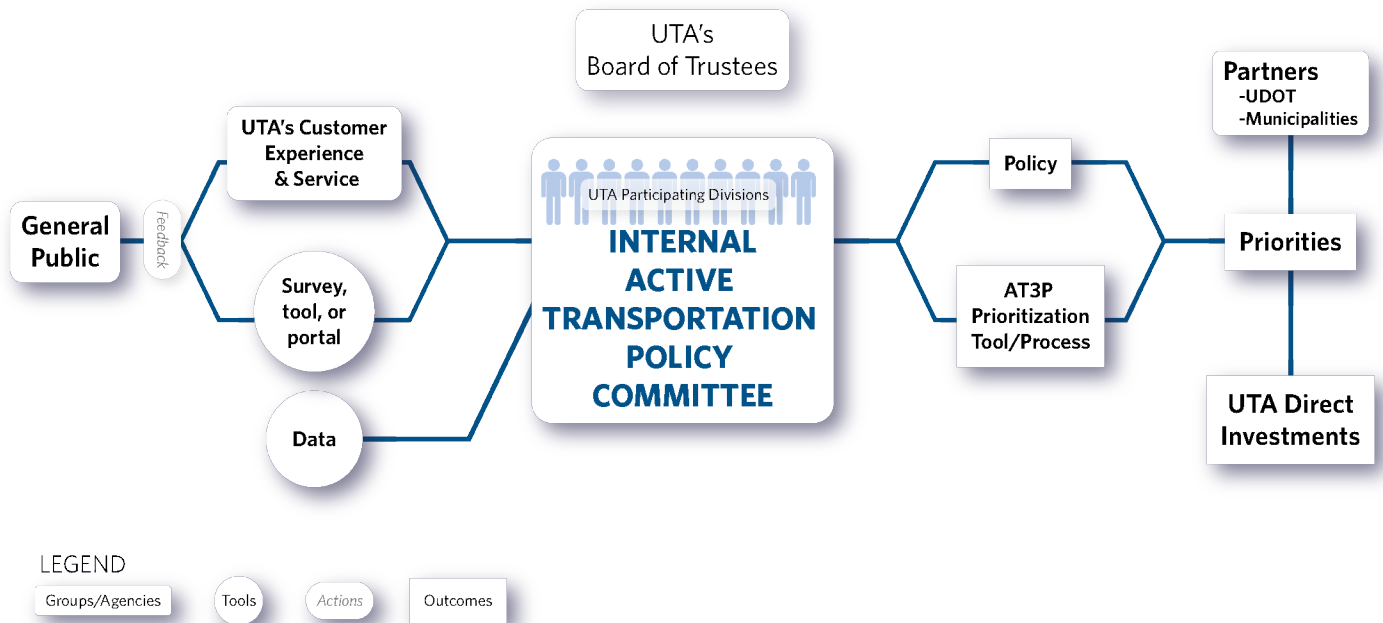 UTA's
Board of Trustees
Partners
-UDOT
-Municipalities
UTA's Customer
Experience
& Service
General
Public
Feedback
Survey,
tool, or
portal
Data
UTA Participating Divisions
INTERNAL
ACTIVE
TRANSPORTATION
POLICY
COMMITTEE
Policy
AT3P
Prioritization
Tool/Process
Priorities
UTA Direct
Investments
LEGEND
Groups/Agencies
Tools
Actions
Outcomes